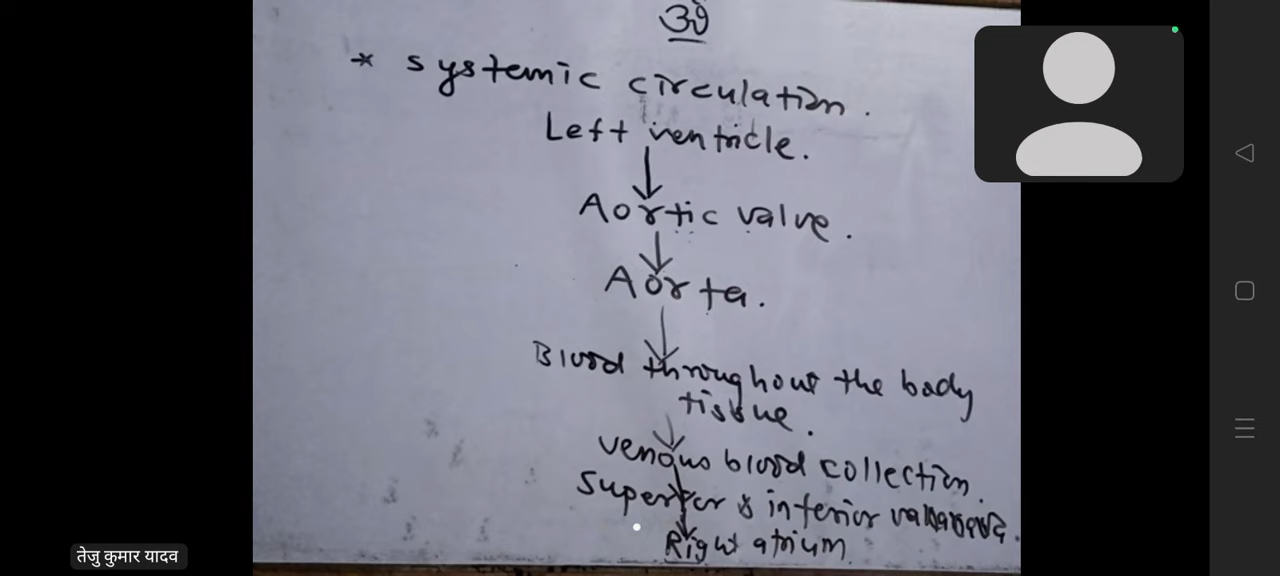 ॐ
* systemic circulation.
Left ventricle.
Aortic valve.
Aorta.
Blood throughout the body
tissue.
venous blood collection.
Superior & inferior
Right atrium
तेजु कुमार यादव